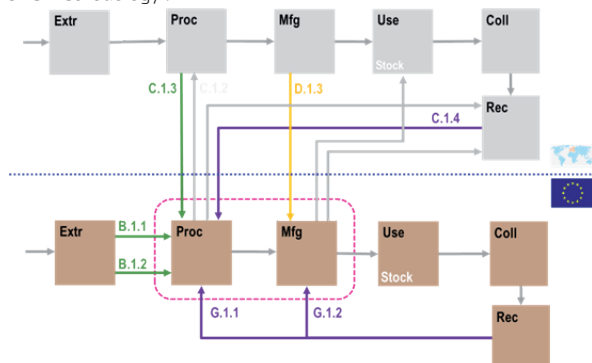 Extr
Proc
Mfg
Use
Stock
Coll
Rec
C.1.3
C.1.2
D.1.3
C.1.4
Extr
B.1.1
B.1.2
Proc
Mfg
Use
Stock
Coll
Rec
G.1.1
G.1.2